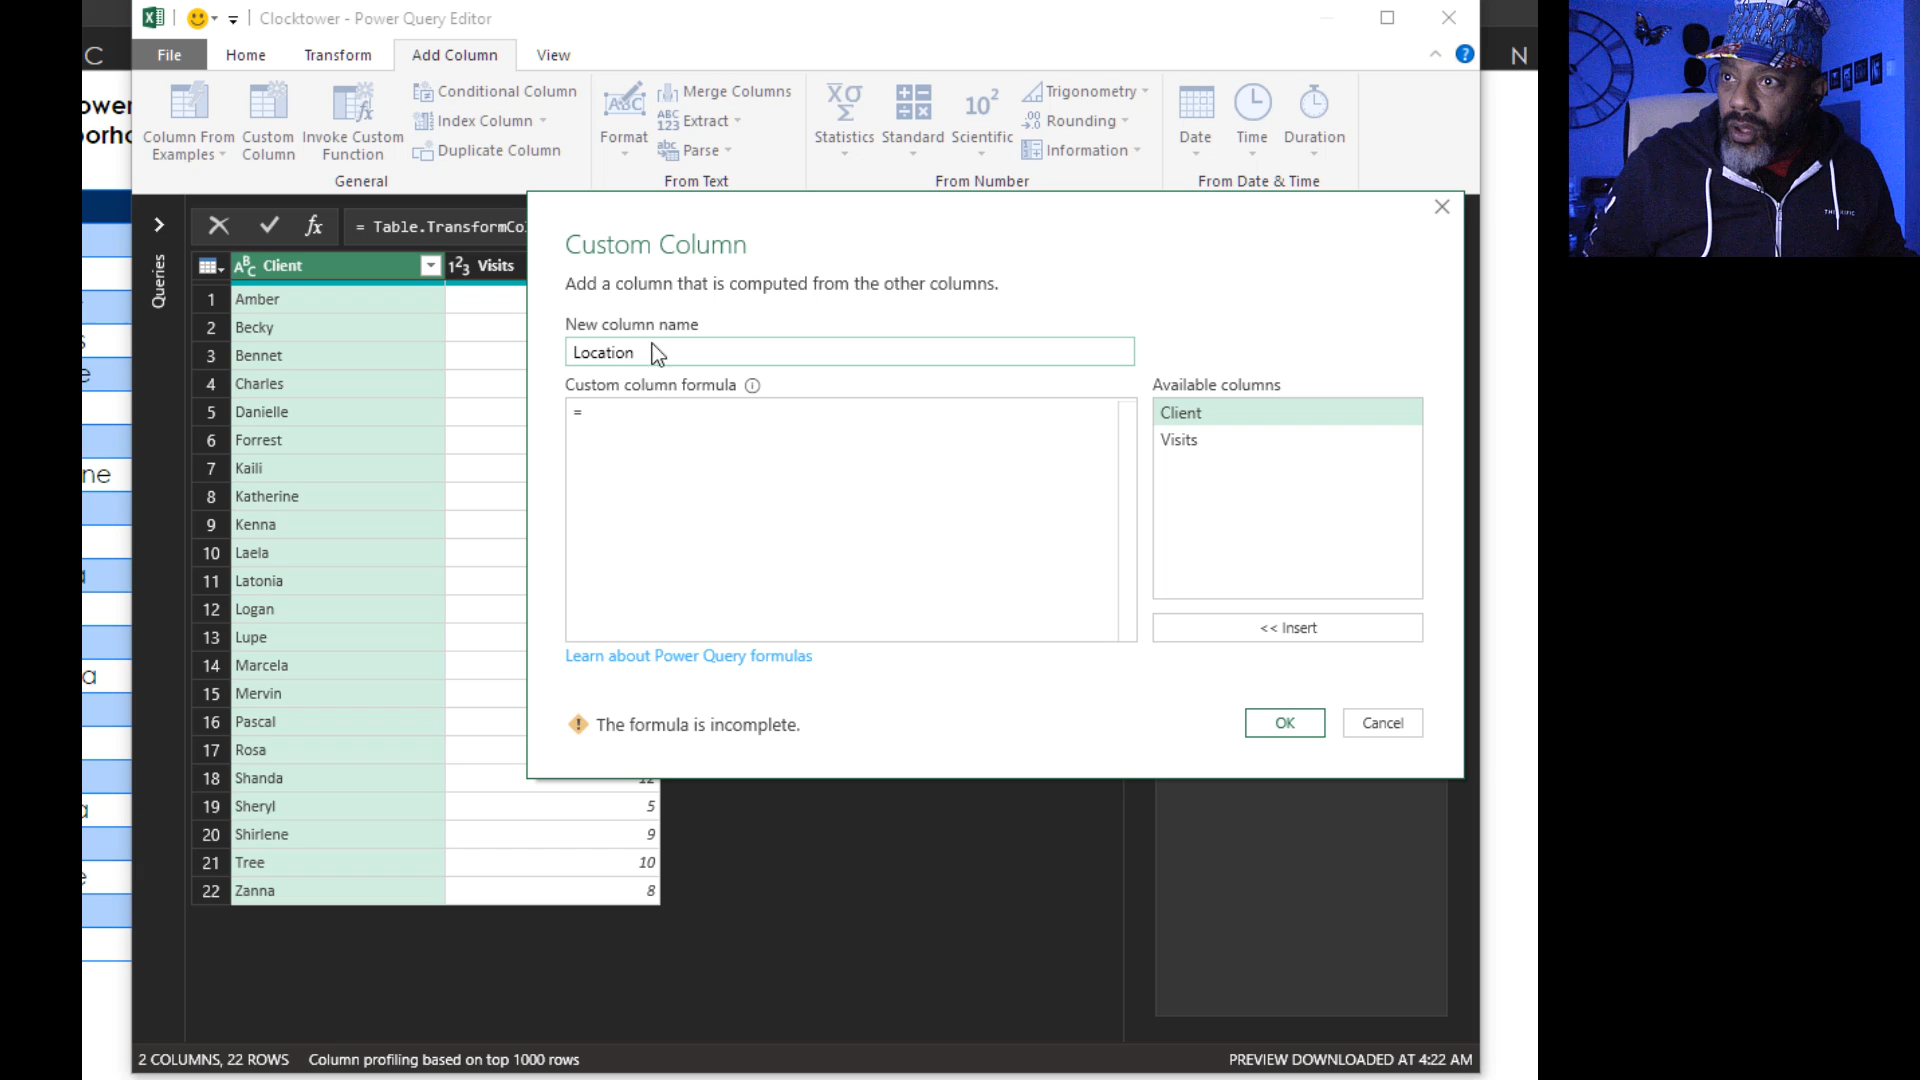 Clocktower - Power Query Editor
C
N
File
Home
Transform
Add Column
View
Column From Examples
Custom Column
Invoke Custom Function
Conditional Column
Index Column
Duplicate Column
General
Format
Merge Columns
Extract
Parse
From Text
Statistics
Standard
Scientific
Trigonometry
Rounding
Information
From Number
Date
Time
Duration
From Date & Time
= Table.TransformCo
Queries
Client
Visits
1 Amber
2 Becky
3 Bennet
4 Charles
5 Danielle
6 Forrest
7 Kaili
8 Katherine
9 Kenna
10 Laela
11 Latonia
12 Logan
13 Lupe
14 Marcela
15 Mervin
16 Pascal
17 Rosa
18 Shanda 12
19 Sheryl 5
20 Shirlene 9
21 Tree 10
22 Zanna 8
Custom Column
Add a column that is computed from the other columns.
New column name
Location
Custom column formula
=
Available columns
Client
Visits
<< Insert
Learn about Power Query formulas
The formula is incomplete.
OK
Cancel
2 COLUMNS, 22 ROWS
Column profiling based on top 1000 rows
PREVIEW DOWNLOADED AT 4:22 AM